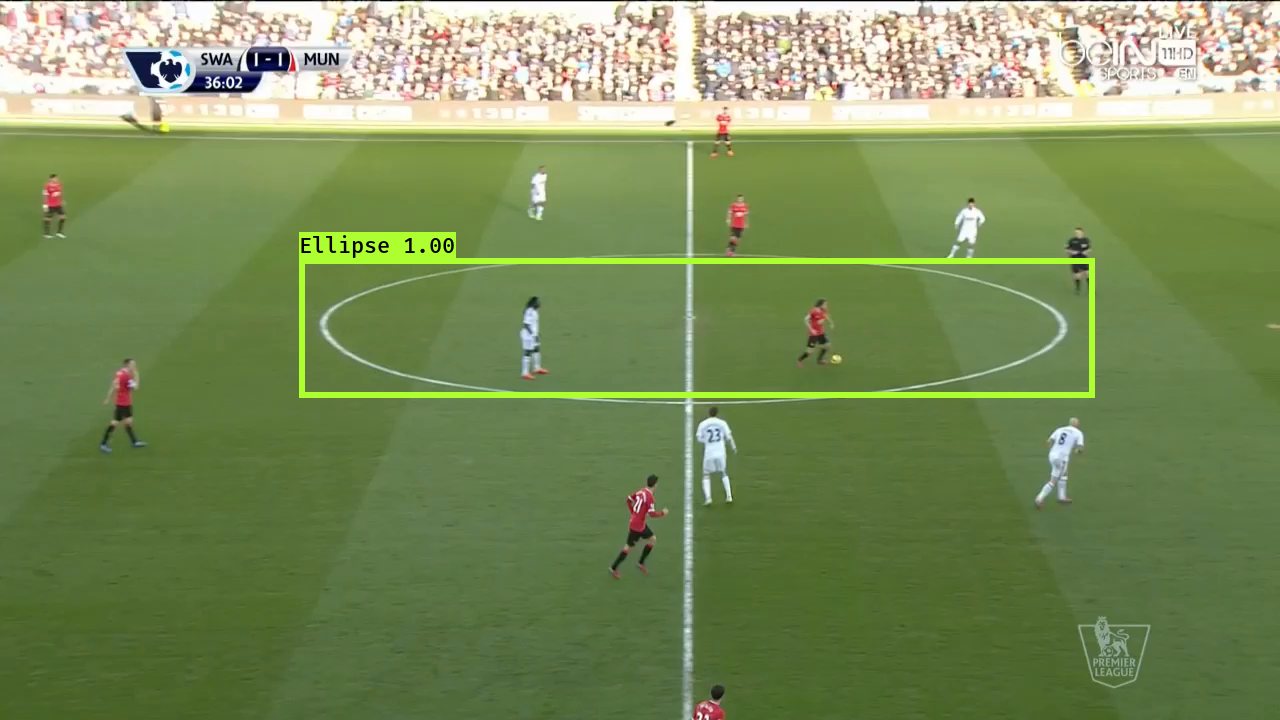 SWA 1 - 1 MUN
36:02
LIVE
beIN 11HD
SPORTS EN
Ellipse 1.00
23
8
21
PREMIER
LEAGUE